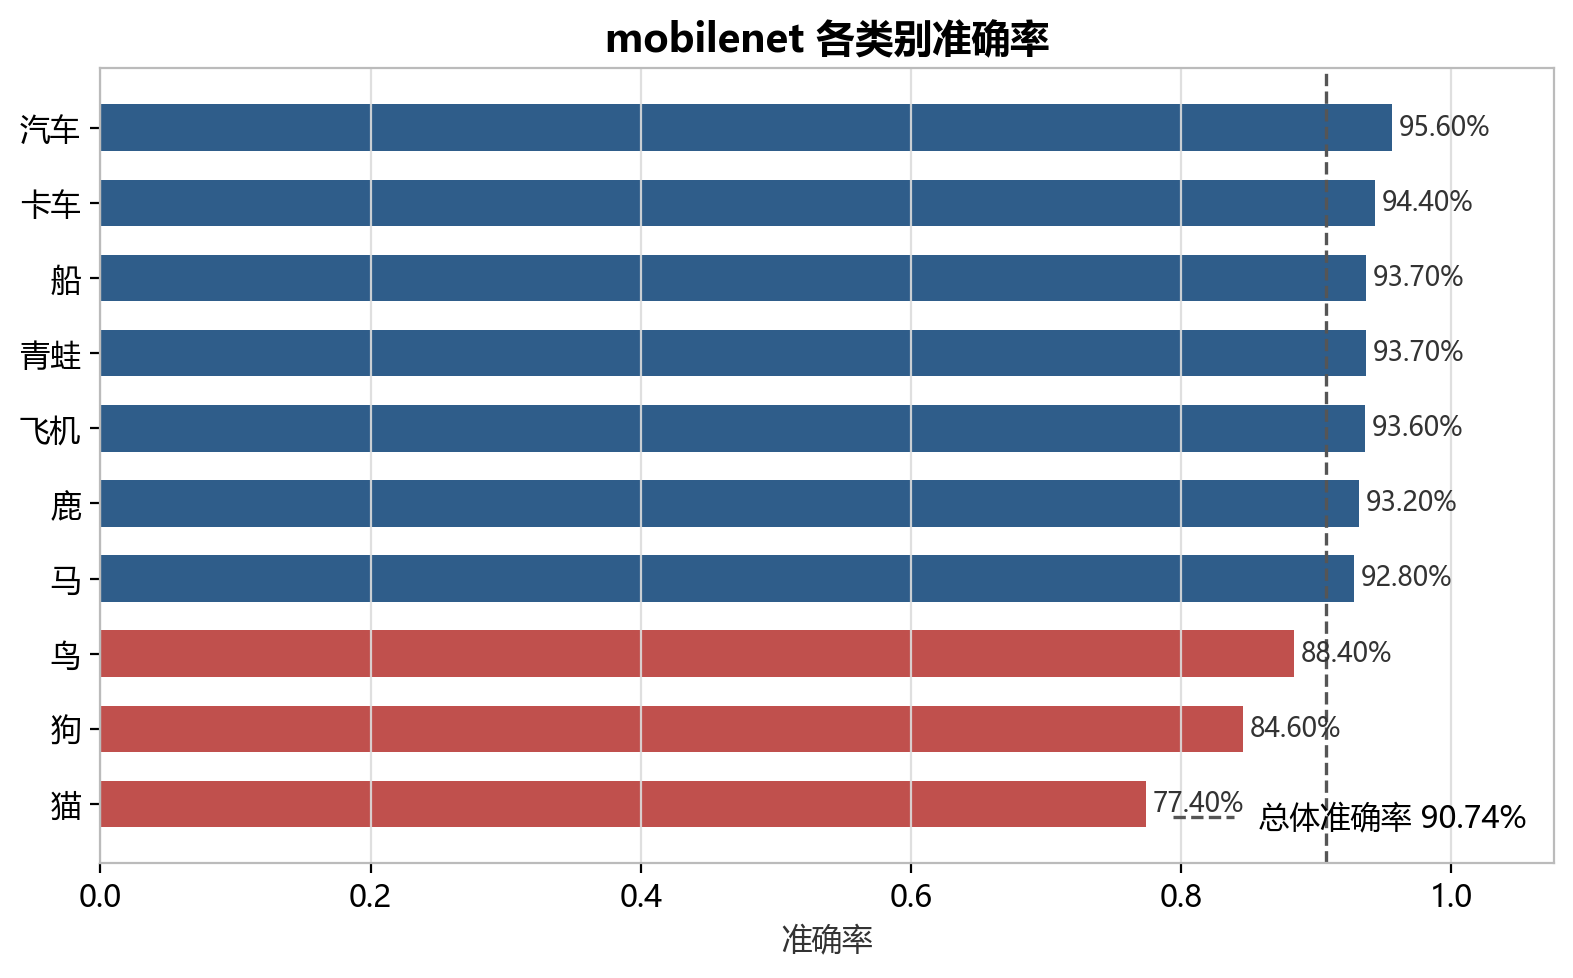 mobilenet 各类别准确率
汽车 95.60%
卡车 94.40%
船 93.70%
青蛙 93.70%
飞机 93.60%
鹿 93.20%
马 92.80%
鸟 88.40%
狗 84.60%
猫 77.40%
总体准确率 90.74%
0.0 0.2 0.4 0.6 0.8 1.0
准确率